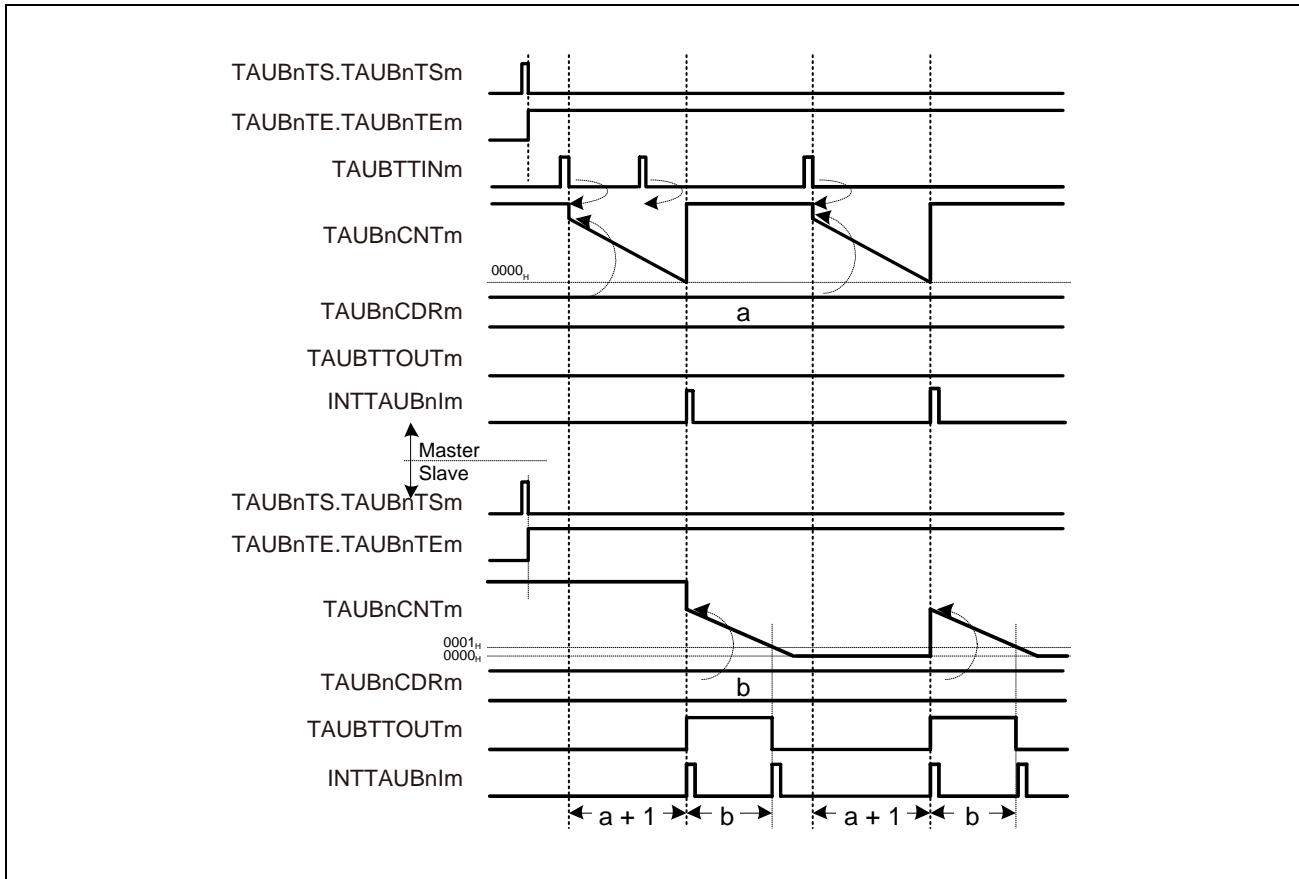 TAUBnTS.TAUBnTSm
TAUBnTE.TAUBnTEm
TAUBTTINm
TAUBnCNTm
0000H
TAUBnCDRm
a
TAUBTTOUTm
INTTAUBnIm
Master
Slave
TAUBnTS.TAUBnTSm
TAUBnTE.TAUBnTEm
TAUBnCNTm
0001H
0000H
TAUBnCDRm
b
TAUBTTOUTm
INTTAUBnIm
a + 1 b a + 1 b